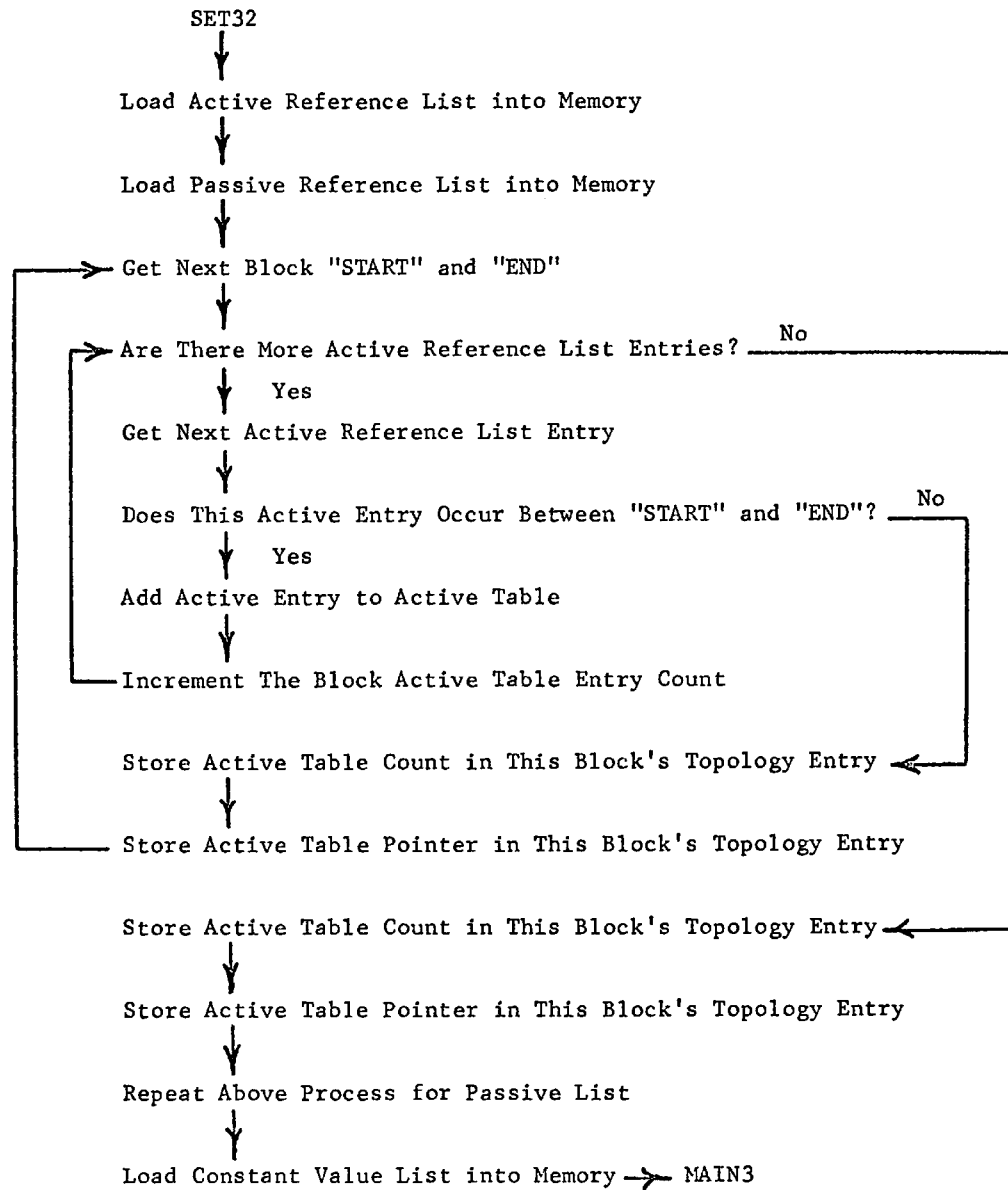 SET32
Load Active Reference List into Memory
Load Passive Reference List into Memory
Get Next Block "START" and "END"
Are There More Active Reference List Entries? No
Yes
Get Next Active Reference List Entry
Does This Active Entry Occur Between "START" and "END"? No
Yes
Add Active Entry to Active Table
Increment The Block Active Table Entry Count
Store Active Table Count in This Block's Topology Entry
Store Active Table Pointer in This Block's Topology Entry
Store Active Table Count in This Block's Topology Entry
Store Active Table Pointer in This Block's Topology Entry
Repeat Above Process for Passive List
Load Constant Value List into Memory MAIN3